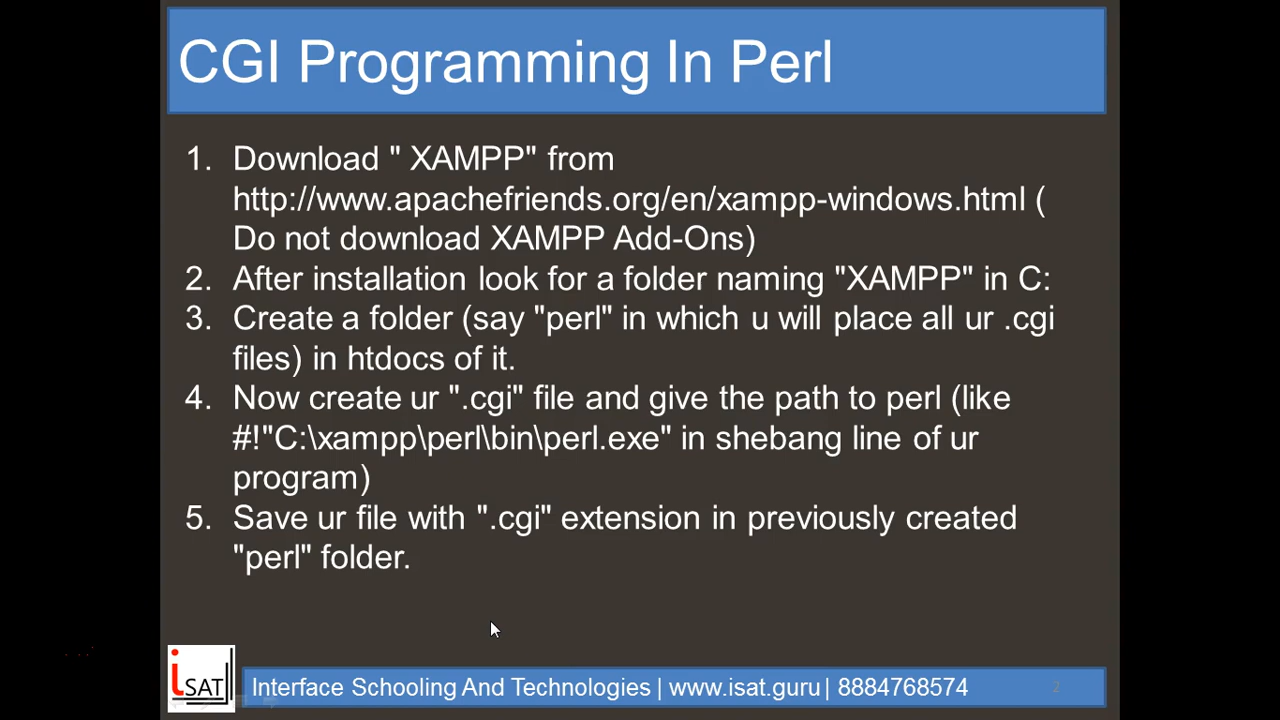 CGI Programming In Perl
1. Download " XAMPP" from
http://www.apachefriends.org/en/xampp-windows.html (
Do not download XAMPP Add-Ons)
2. After installation look for a folder naming "XAMPP" in C:
3. Create a folder (say "perl" in which u will place all ur .cgi
files) in htdocs of it.
4. Now create ur ".cgi" file and give the path to perl (like
#!"C:\xampp\perl\bin\perl.exe" in shebang line of ur
program)
5. Save ur file with ".cgi" extension in previously created
"perl" folder.
iSAT
Interface Schooling And Technologies | www.isat.guru | 8884768574
2